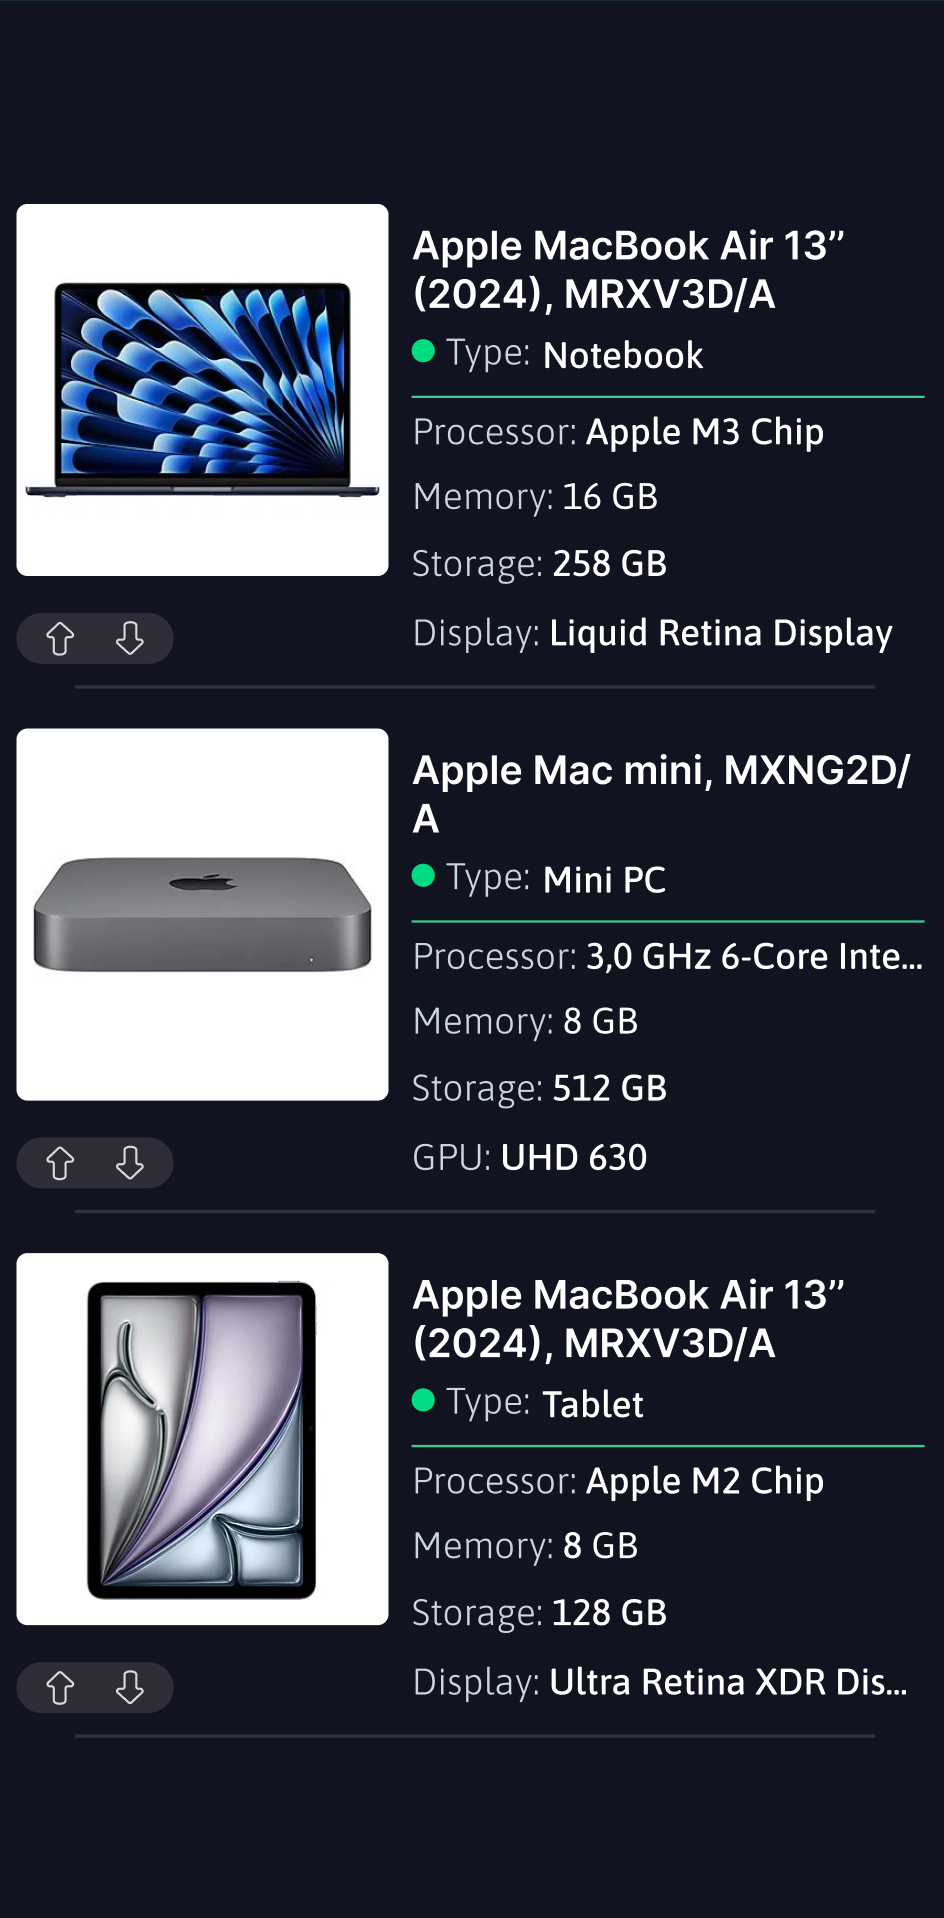 Apple MacBook Air 13”
(2024), MRXV3D/A
Type: Notebook
Processor: Apple M3 Chip
Memory: 16 GB
Storage: 258 GB
Display: Liquid Retina Display
Apple Mac mini, MXNG2D/
A
Type: Mini PC
Processor: 3,0 GHz 6-Core Inte...
Memory: 8 GB
Storage: 512 GB
GPU: UHD 630
Apple MacBook Air 13”
(2024), MRXV3D/A
Type: Tablet
Processor: Apple M2 Chip
Memory: 8 GB
Storage: 128 GB
Display: Ultra Retina XDR Dis...